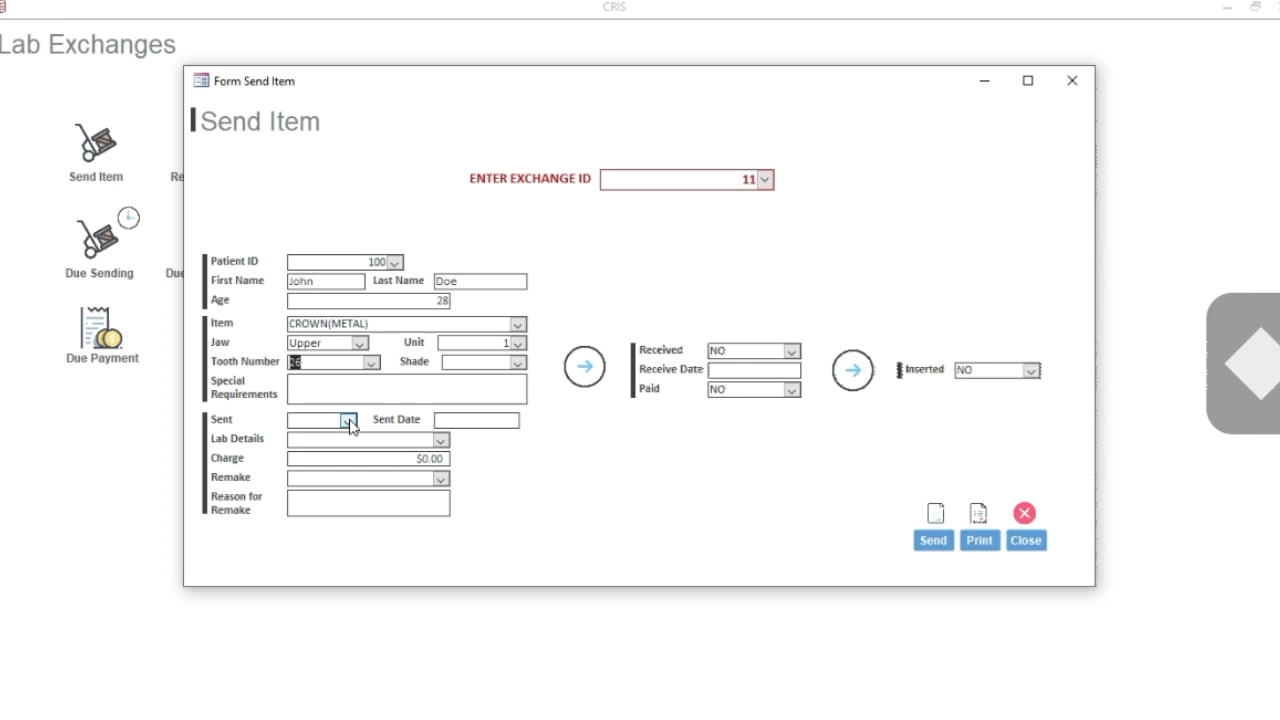 CRIS
Lab Exchanges
Form Send Item
Send Item
ENTER EXCHANGE ID 11
Send Item
Re
Due Sending
Due
Due Payment
Patient ID 100
First Name John Last Name Doe
Age 28
Item CROWN(METAL)
Jaw Upper Unit 1
Tooth Number 26 Shade
Special
Requirements
Sent Sent Date
Lab Details
Charge $0.00
Remake
Reason for
Remake
Received NO
Receive Date
Paid NO
Inserted NO
Send Print Close